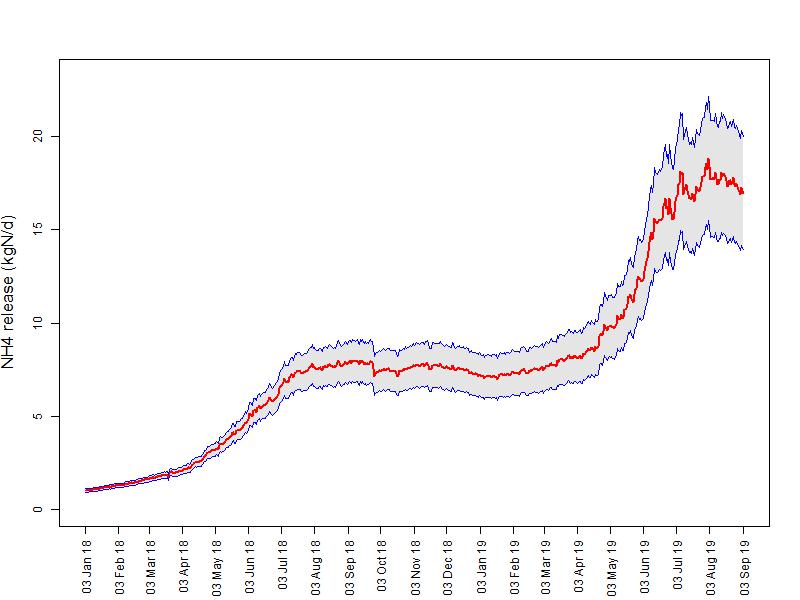 NH4 release (kgN/d)
20
15
10
5
0
03 Jan 18
03 Feb 18
03 Mar 18
03 Apr 18
03 May 18
03 Jun 18
03 Jul 18
03 Aug 18
03 Sep 18
03 Oct 18
03 Nov 18
03 Dec 18
03 Jan 19
03 Feb 19
03 Mar 19
03 Apr 19
03 May 19
03 Jun 19
03 Jul 19
03 Aug 19
03 Sep 19